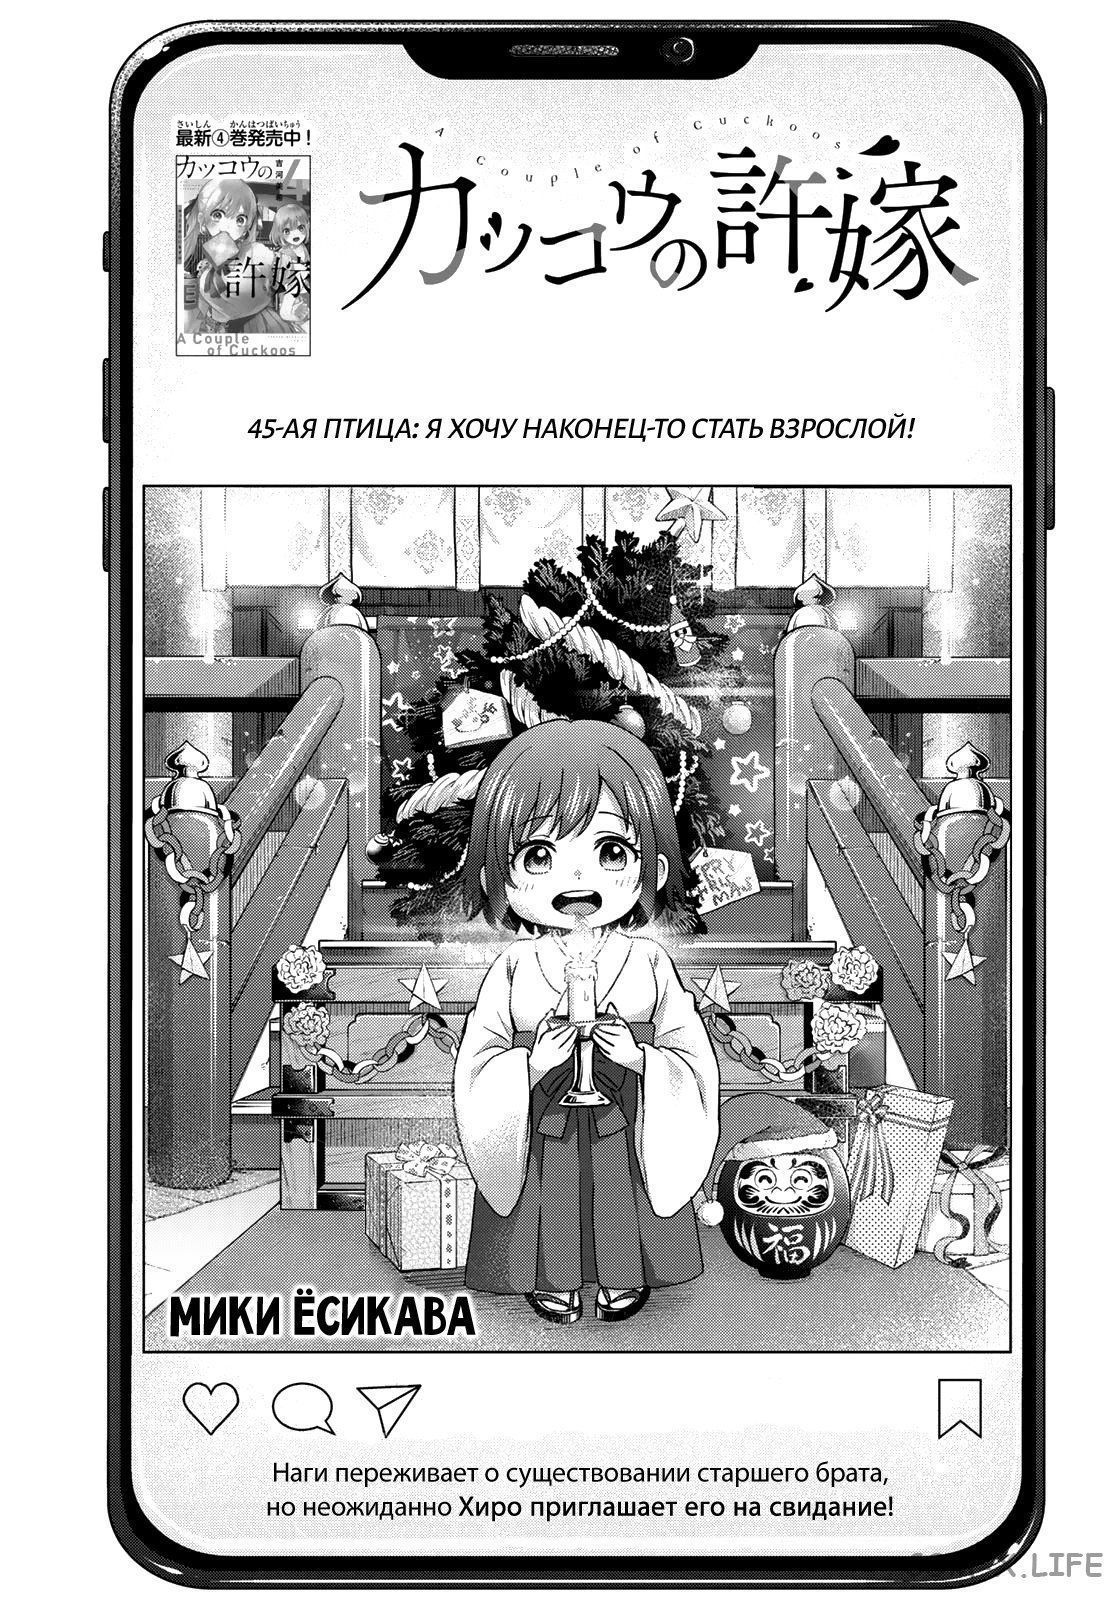 さいしん かんはつばいちゅう
最新④巻発売中！
カッコウの
許嫁
A Couple
of Cuckoos
A Couple of Cuckoos
カッコウの許嫁
45-АЯ ПТИЦА: Я ХОЧУ НАКОНЕЦ-ТО СТАТЬ ВЗРОСЛОЙ!
福
МИКИ ЁСИКАВА
Наги переживает о существовании старшего брата,
но неожиданно Хиро приглашает его на свидание!
.LIFE